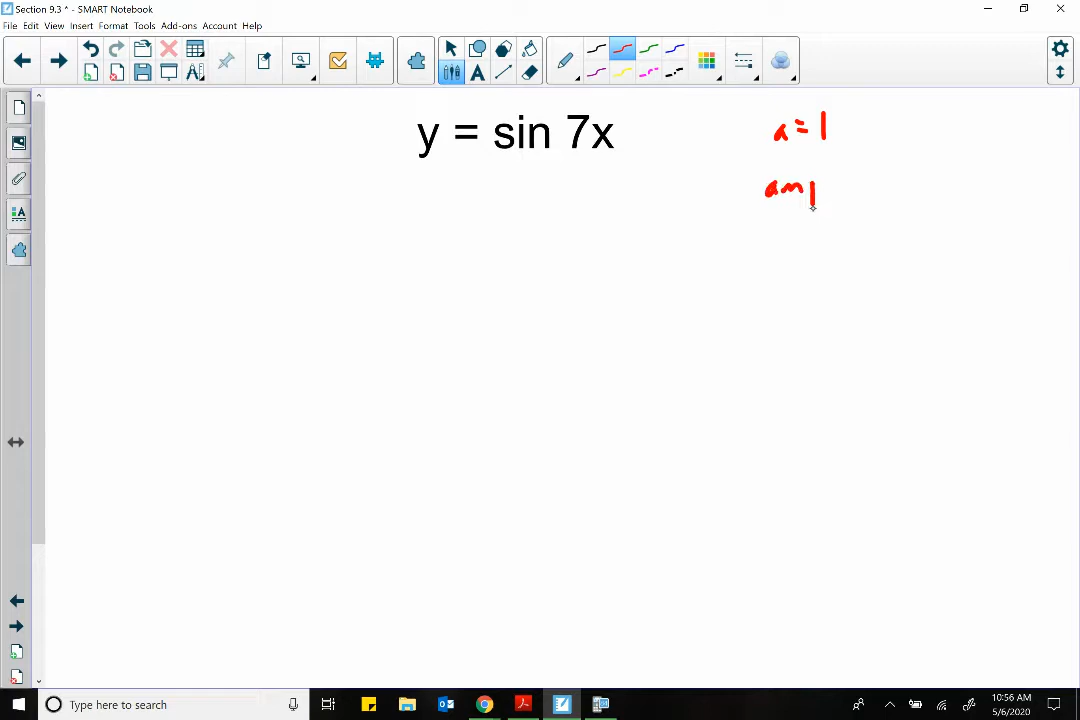 Section 9.3 * - SMART Notebook
File Edit View Insert Format Tools Add-ons Account Help
y = sin 7x
a = 1
amp
Type here to search
10:56 AM
5/6/2020